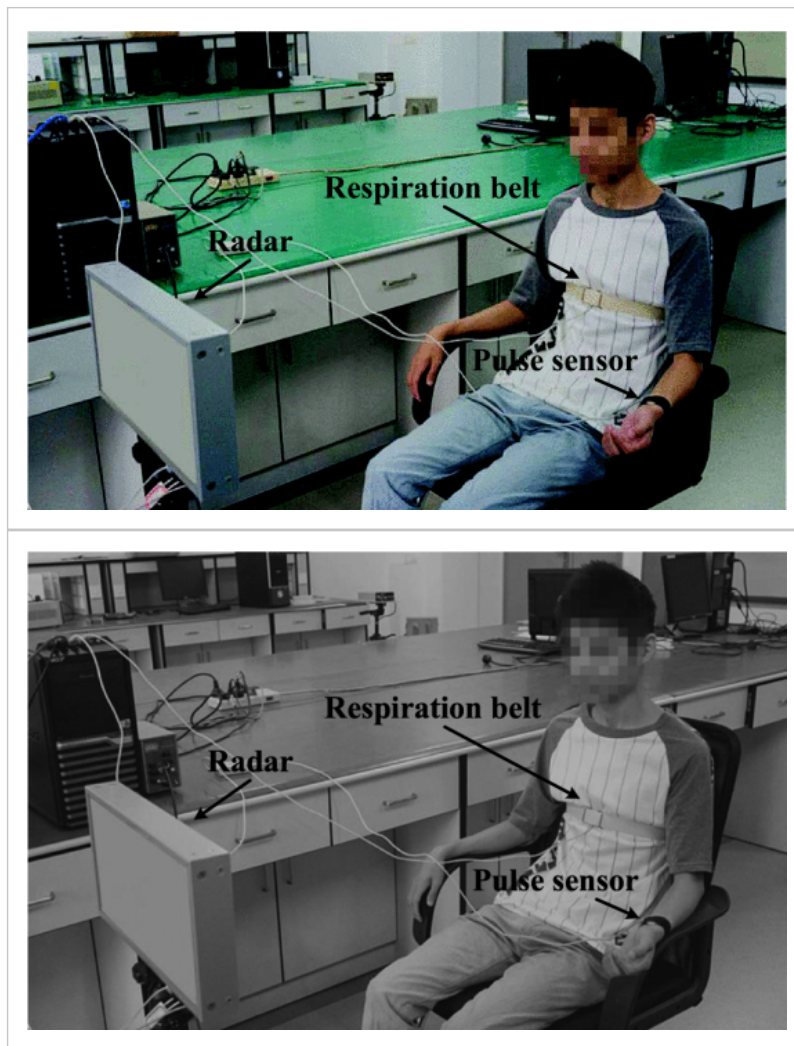 Respiration belt
Radar
Pulse sensor
Respiration belt
Radar
Pulse sensor